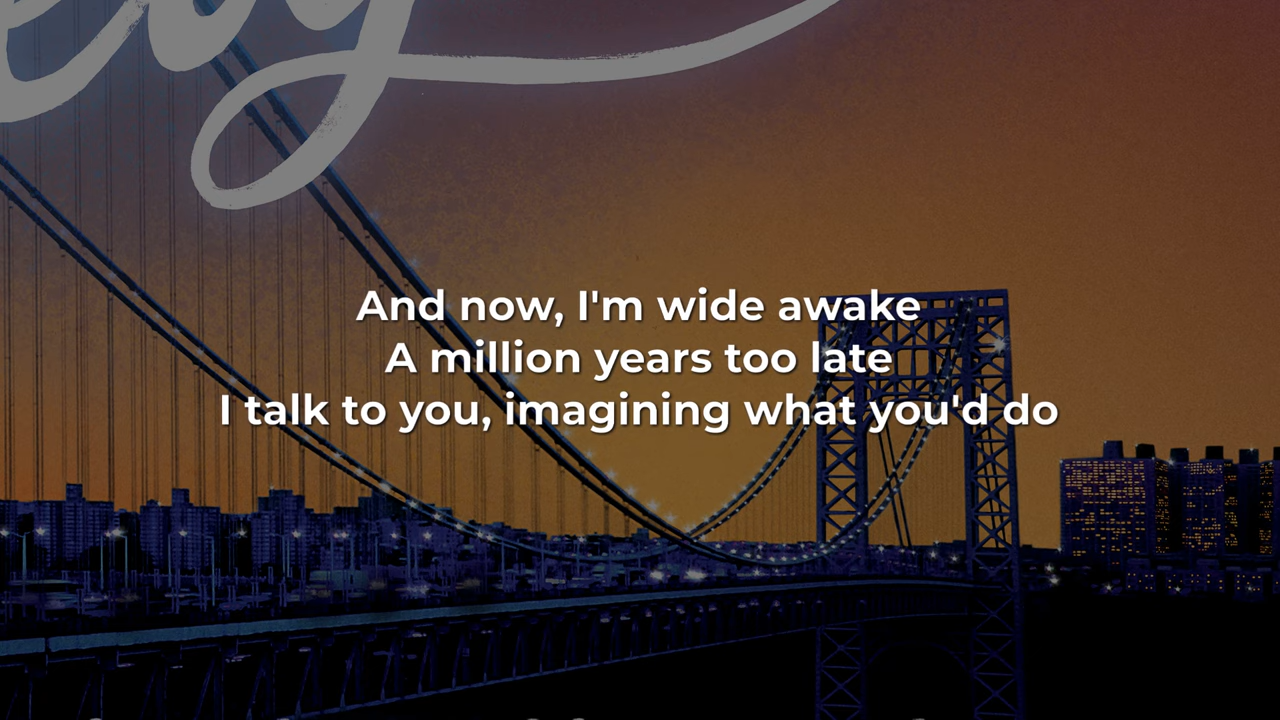 And now, I'm wide awake
A million years too late
I talk to you, imagining what you'd do